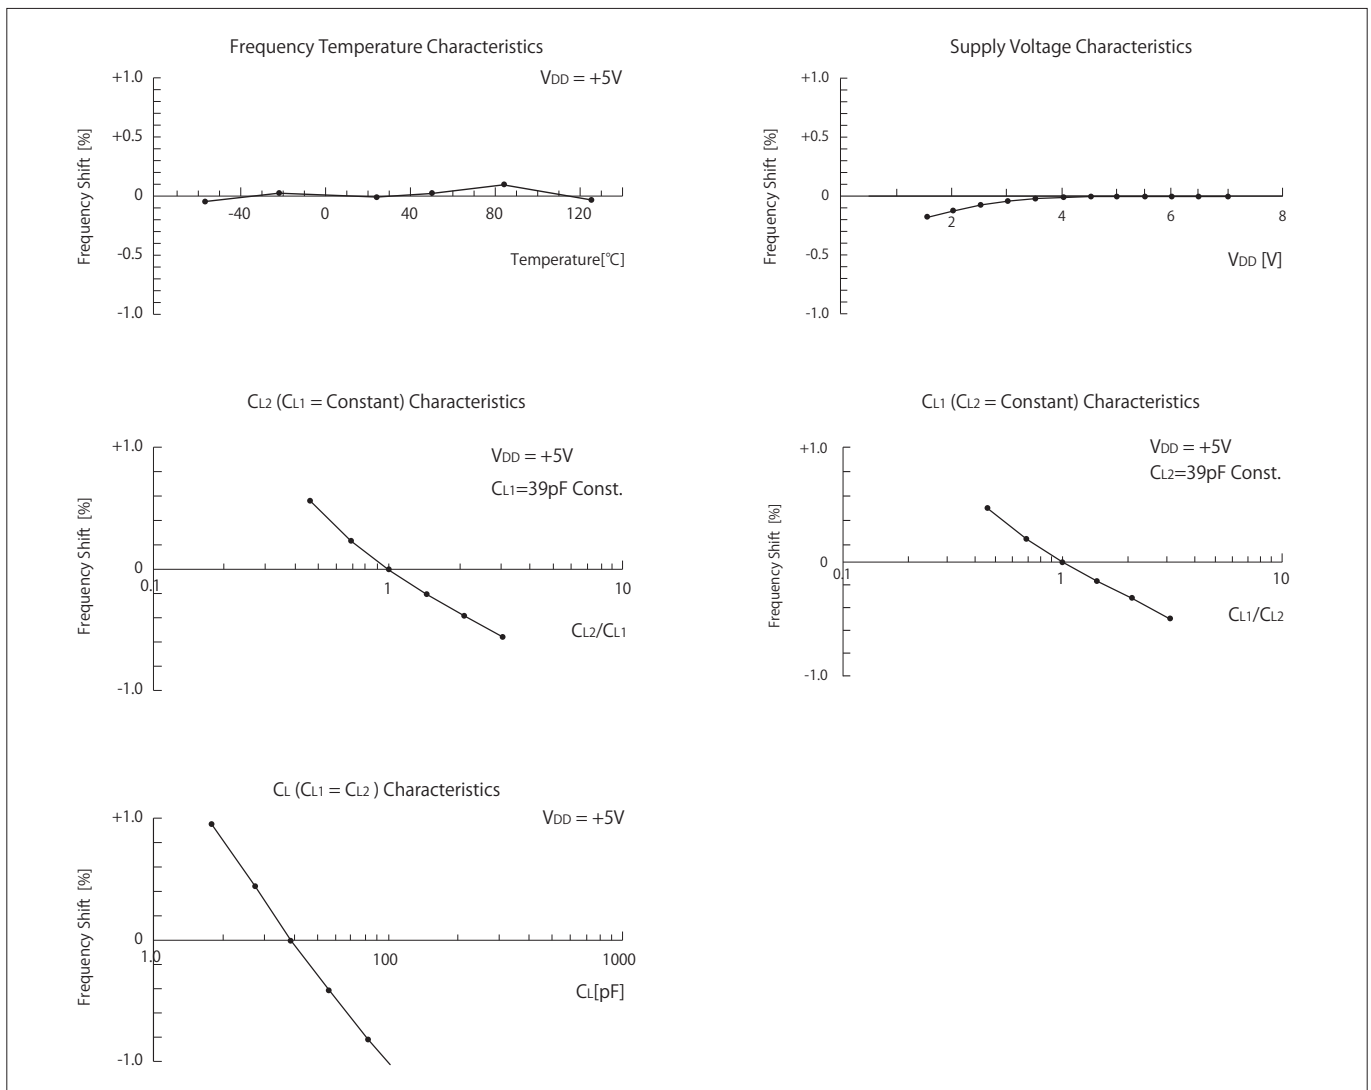 Frequency Temperature Characteristics
VDD = +5V
Frequency Shift [%]
+1.0
+0.5
0
-0.5
-1.0
-40
0
40
80
120
Temperature[℃]
Supply Voltage Characteristics
Frequency Shift [%]
+1.0
+0.5
0
-0.5
-1.0
2
4
6
8
VDD [V]
CL2 (CL1 = Constant) Characteristics
VDD = +5V
CL1=39pF Const.
Frequency Shift [%]
+1.0
0
-1.0
0.1
1
10
CL2/CL1
CL1 (CL2 = Constant) Characteristics
VDD = +5V
CL2=39pF Const.
Frequency Shift [%]
+1.0
0
-1.0
0.1
1
10
CL1/CL2
CL (CL1 = CL2 ) Characteristics
VDD = +5V
Frequency Shift [%]
+1.0
0
-1.0
1.0
100
1000
CL[pF]